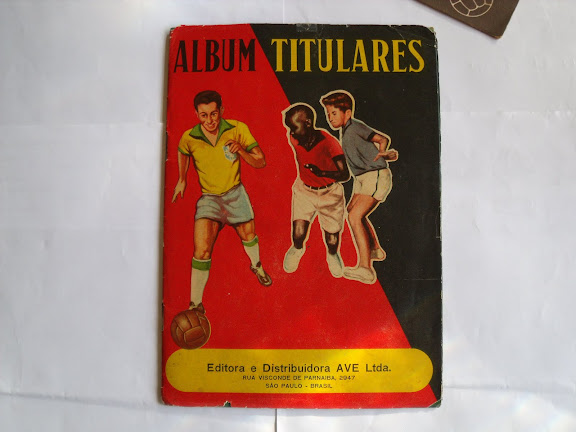 ALBUM TITULARES
Editora e Distribuidora AVE Ltda.
RUA VISCONDE DE PARNAIBA, 2947
SÃO PAULO - BRASIL